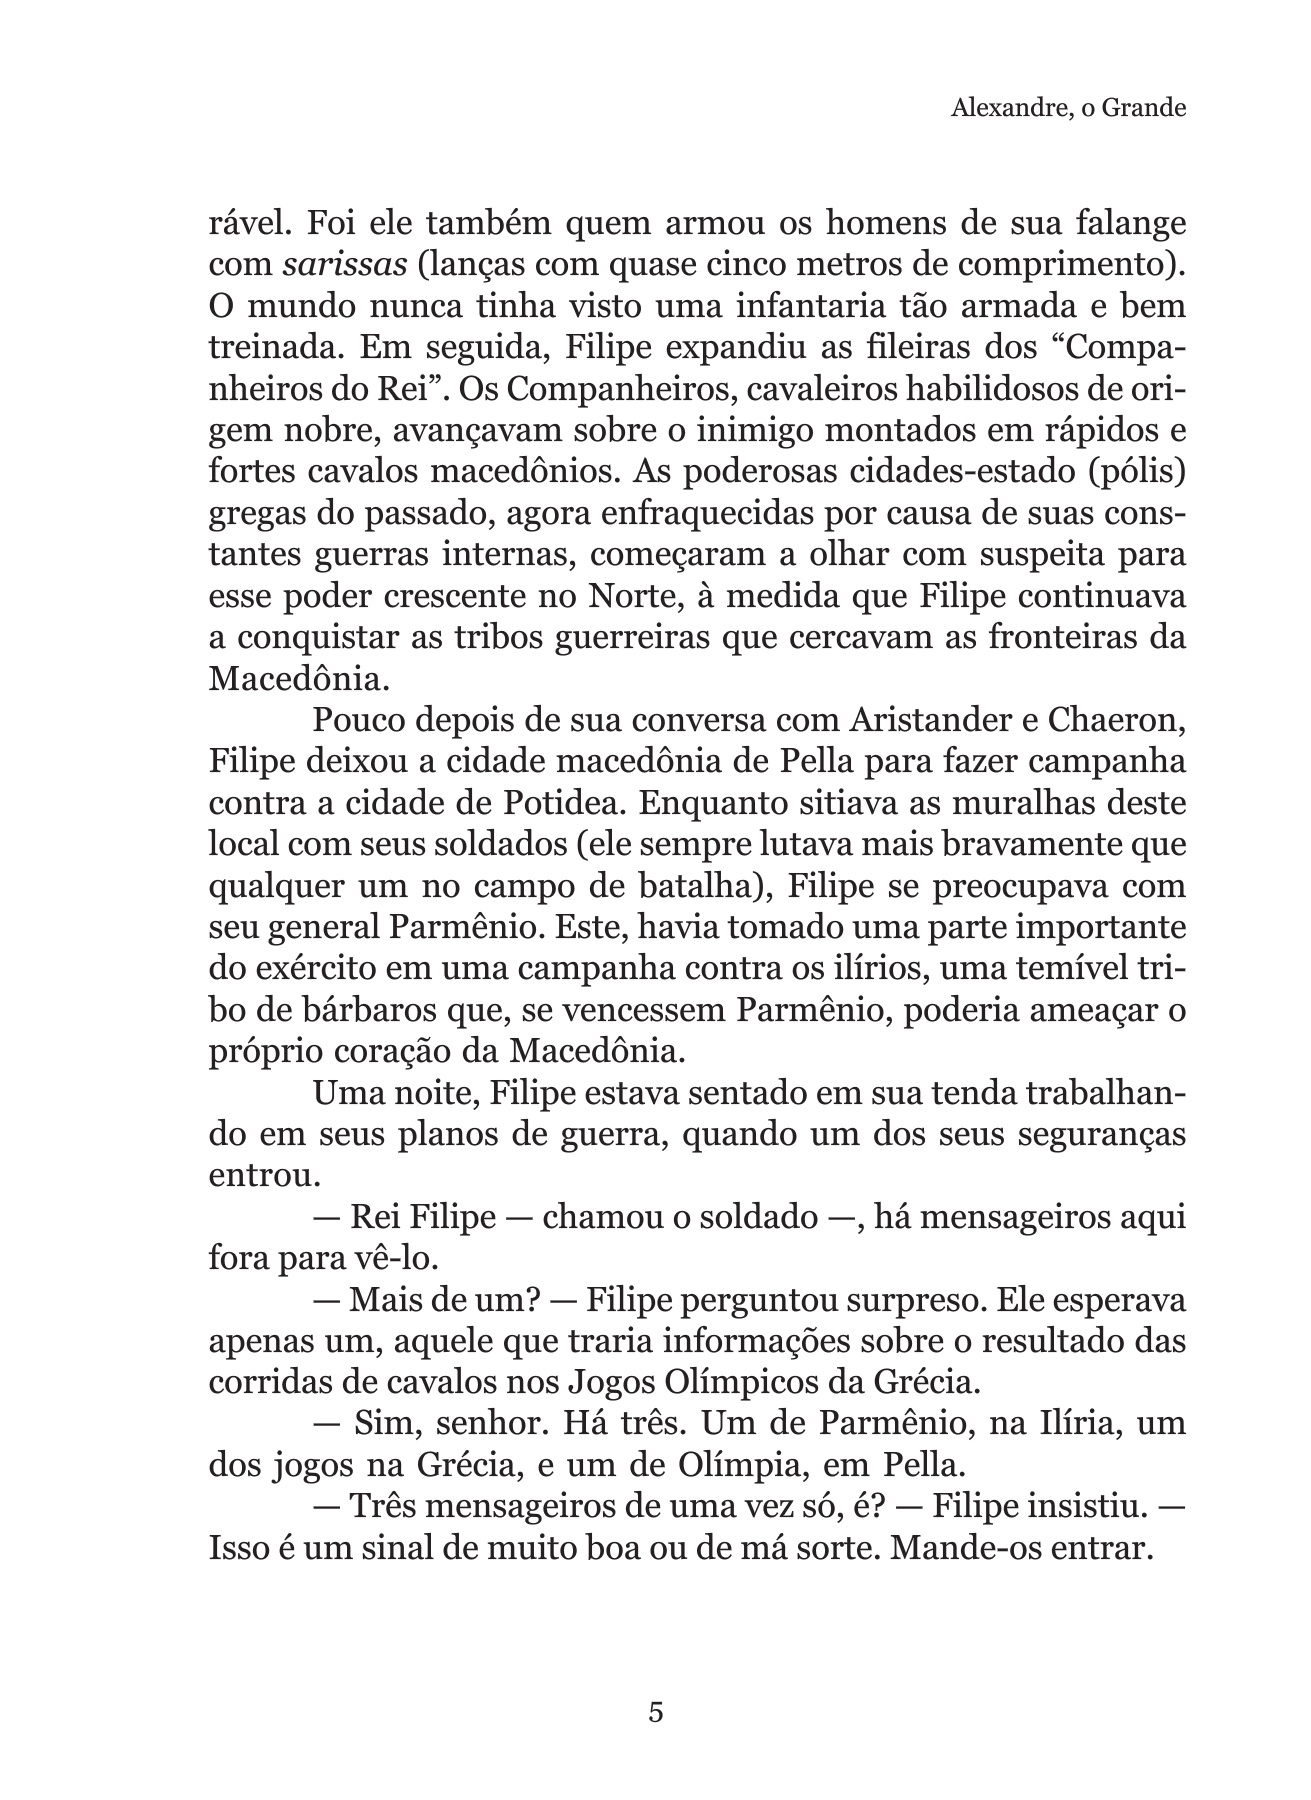 Alexandre, o Grande
rável. Foi ele também quem armou os homens de sua falange
com sarissas (lanças com quase cinco metros de comprimento).
O mundo nunca tinha visto uma infantaria tão armada e bem
treinada. Em seguida, Filipe expandiu as fileiras dos “Compa-
nheiros do Rei”. Os Companheiros, cavaleiros habilidosos de ori-
gem nobre, avançavam sobre o inimigo montados em rápidos e
fortes cavalos macedônios. As poderosas cidades-estado (pólis)
gregas do passado, agora enfraquecidas por causa de suas cons-
tantes guerras internas, começaram a olhar com suspeita para
esse poder crescente no Norte, à medida que Filipe continuava
a conquistar as tribos guerreiras que cercavam as fronteiras da
Macedônia.
Pouco depois de sua conversa com Aristander e Chaeron,
Filipe deixou a cidade macedônia de Pella para fazer campanha
contra a cidade de Potidea. Enquanto sitiava as muralhas deste
local com seus soldados (ele sempre lutava mais bravamente que
qualquer um no campo de batalha), Filipe se preocupava com
seu general Parmênio. Este, havia tomado uma parte importante
do exército em uma campanha contra os ilírios, uma temível tri-
bo de bárbaros que, se vencessem Parmênio, poderia ameaçar o
próprio coração da Macedônia.
Uma noite, Filipe estava sentado em sua tenda trabalhan-
do em seus planos de guerra, quando um dos seus seguranças
entrou.
— Rei Filipe — chamou o soldado —, há mensageiros aqui
fora para vê-lo.
— Mais de um? — Filipe perguntou surpreso. Ele esperava
apenas um, aquele que traria informações sobre o resultado das
corridas de cavalos nos Jogos Olímpicos da Grécia.
— Sim, senhor. Há três. Um de Parmênio, na Ilíria, um
dos jogos na Grécia, e um de Olímpia, em Pella.
— Três mensageiros de uma vez só, é? — Filipe insistiu. —
Isso é um sinal de muito boa ou de má sorte. Mande-os entrar.
5